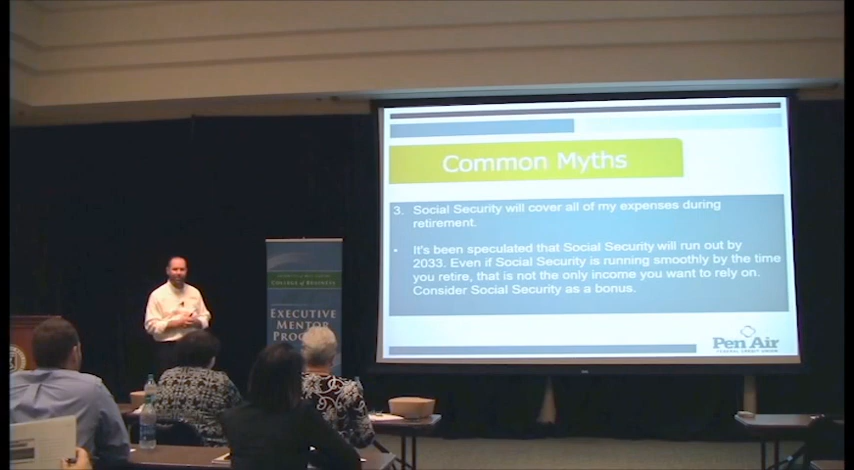 Common Myths
3. Social Security will cover all of my expenses during
retirement.
• It's been speculated that Social Security will run out by
2033. Even if Social Security is running smoothly by the time
you retire, that is not the only income you want to rely on.
Consider Social Security as a bonus.
Pen Air
FEDERAL CREDIT UNION
COLLEGE of BUSINESS
EXECUTIVE
MENTOR